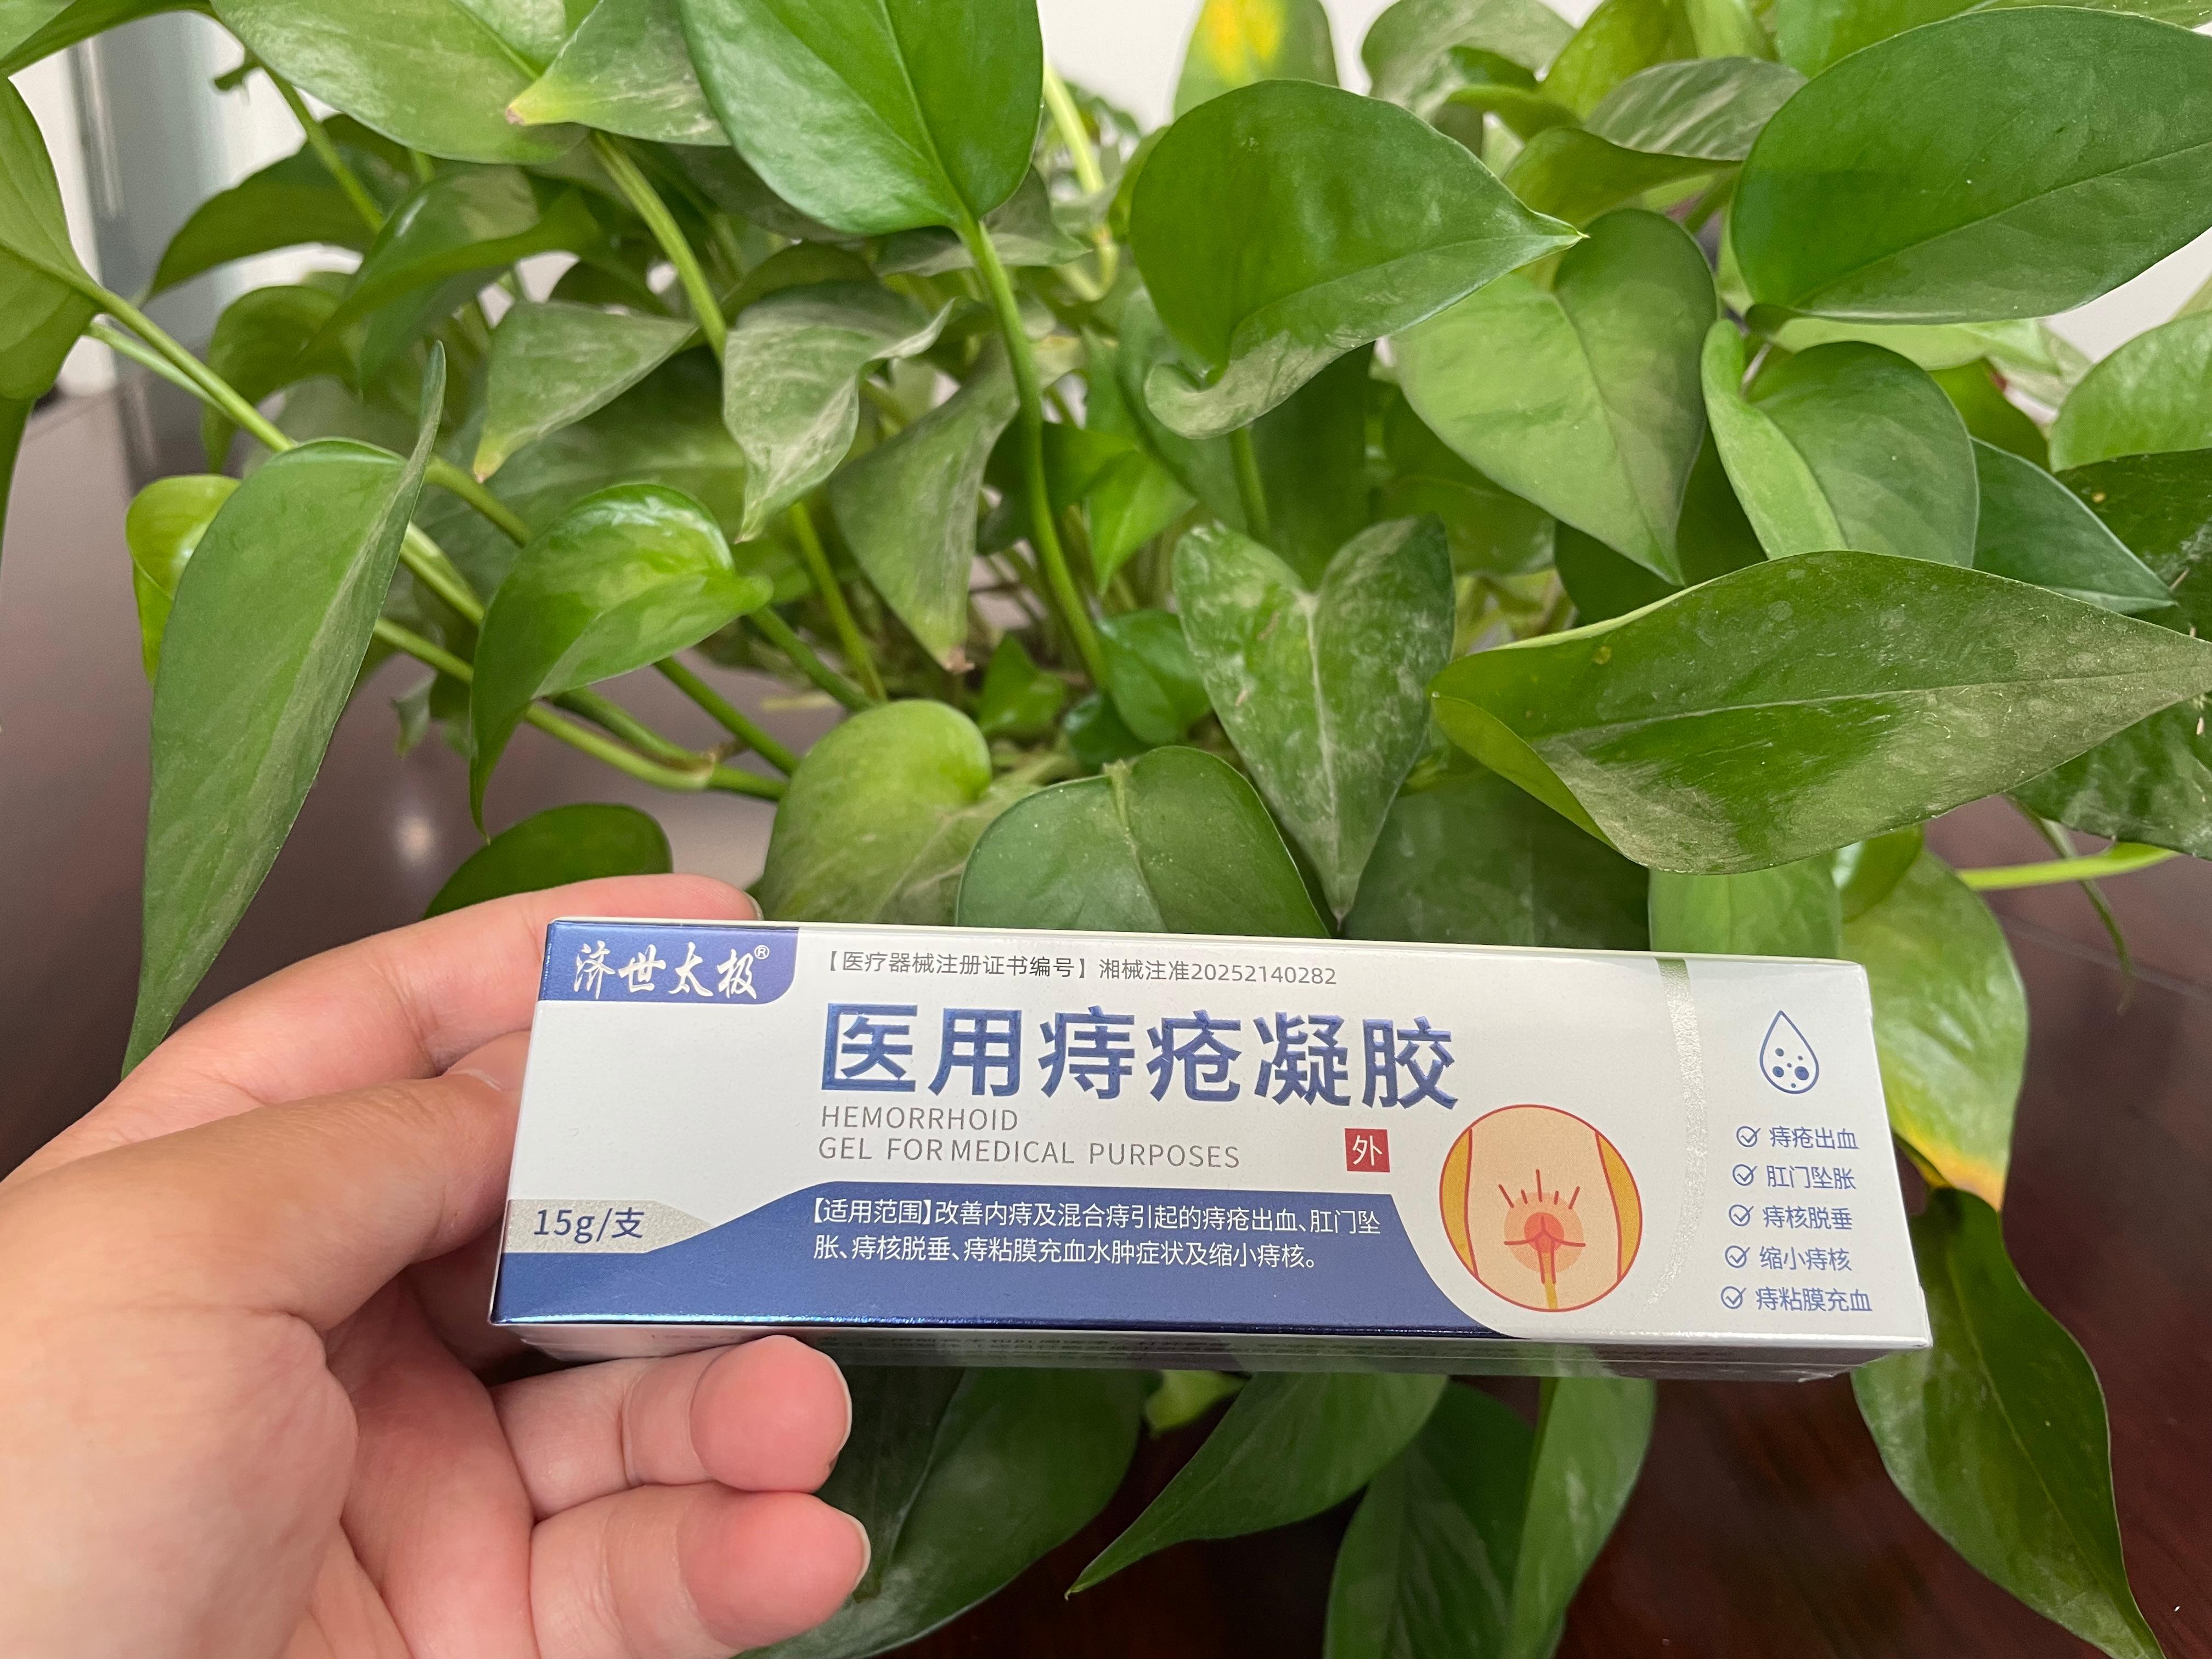 济世太极®
【医疗器械注册证书编号】湘械注准20252140282
医用痔疮凝胶
HEMORRHOID
GEL FOR MEDICAL PURPOSES
外
15g/支
【适用范围】改善内痔及混合痔引起的痔疮出血、肛门坠
胀、痔核脱垂、痔粘膜充血水肿症状及缩小痔核。
痔疮出血
肛门坠胀
痔核脱垂
缩小痔核
痔粘膜充血